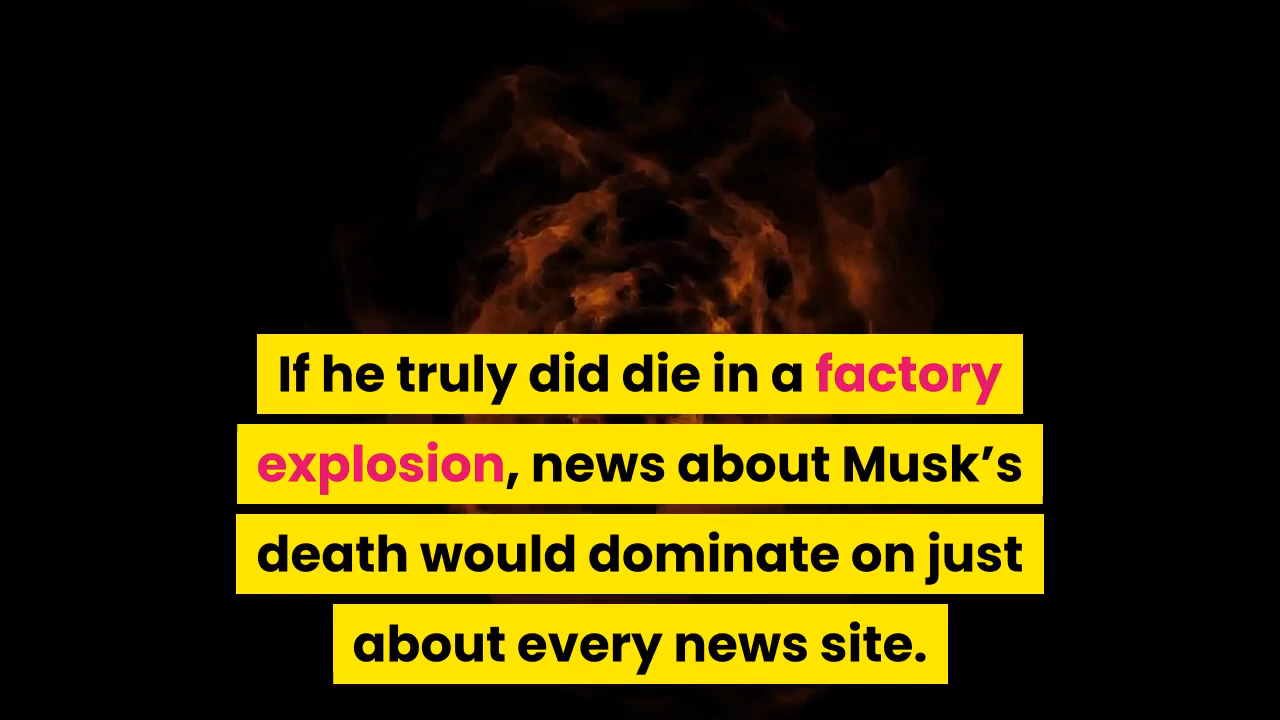 If he truly did die in a factory
explosion, news about Musk’s
death would dominate on just
about every news site.